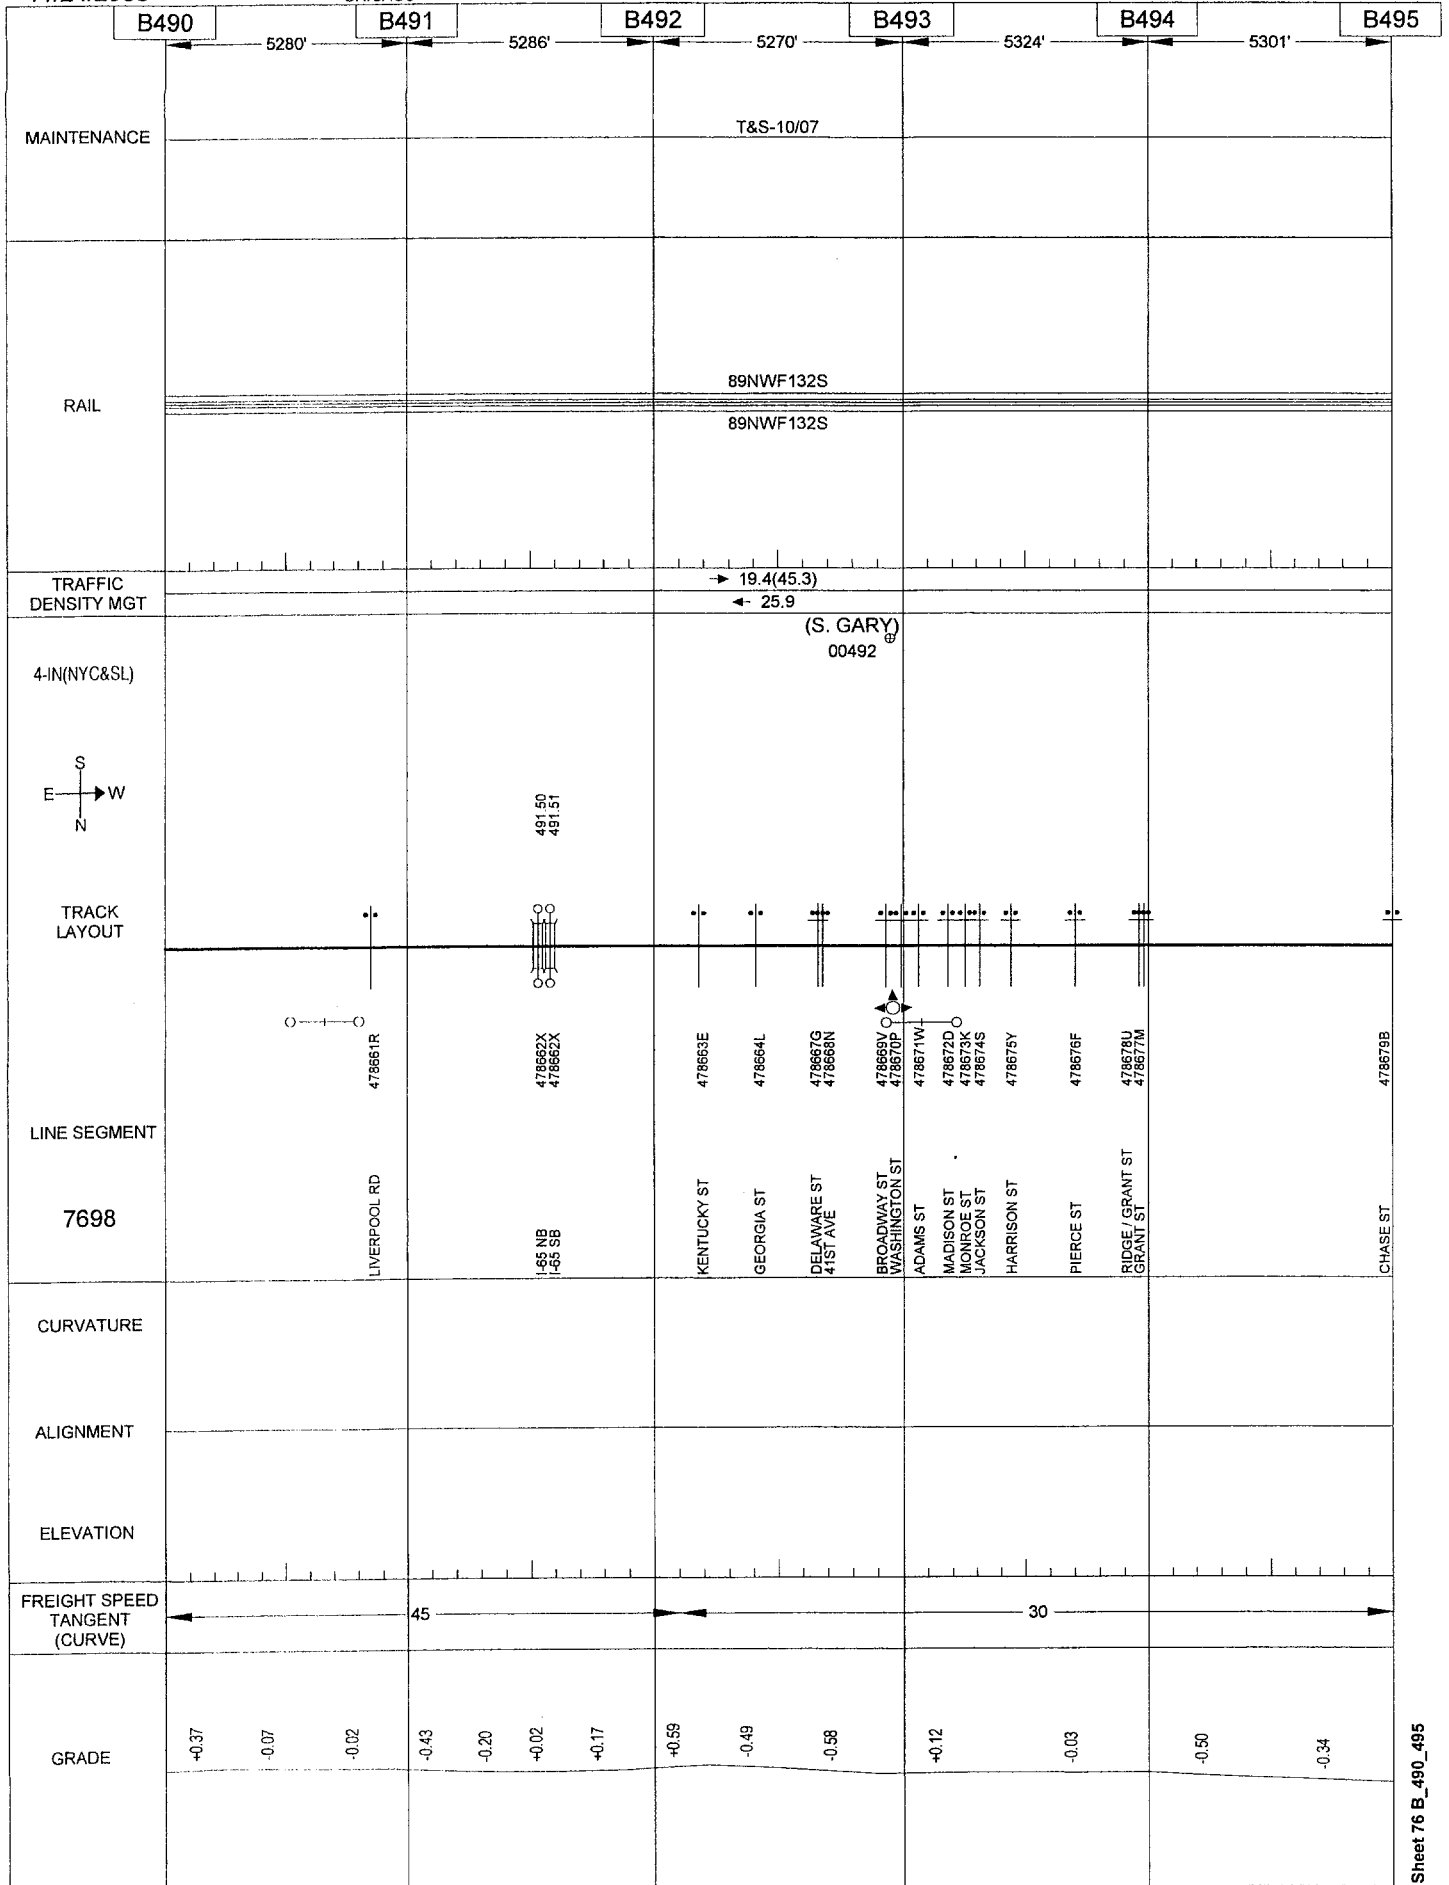 B490 B491 B492 B493 B494 B495
5280' 5286' 5270' 5324' 5301'
MAINTENANCE
T&S-10/07
RAIL
89NWF132S
89NWF132S
TRAFFIC
DENSITY MGT
19.4(45.3)
25.9
(S. GARY)
00492
4-IN(NYC&SL)
S
E W
N
491.50
491.51
TRACK
LAYOUT
478661R
478662X
478662X
478663E
478664L
478667G
478668N
478669V
478670P
478671W
478672D
478673K
478674S
478675Y
478676F
478678U
478677M
478679B
LINE SEGMENT
7698
LIVERPOOL RD
I-65 NB
I-65 SB
KENTUCKY ST
GEORGIA ST
DELAWARE ST
41ST AVE
BROADWAY ST
WASHINGTON ST
ADAMS ST
MADISON ST
MONROE ST
JACKSON ST
HARRISON ST
PIERCE ST
RIDGE / GRANT ST
GRANT ST
CHASE ST
CURVATURE
ALIGNMENT
ELEVATION
FREIGHT SPEED
TANGENT
(CURVE)
45 30
GRADE
+0.37 -0.07 -0.02 -0.43 -0.20 +0.02 +0.17 +0.59 -0.49 -0.58 +0.12 -0.03 -0.50 -0.34
Sheet 76 B_490_495